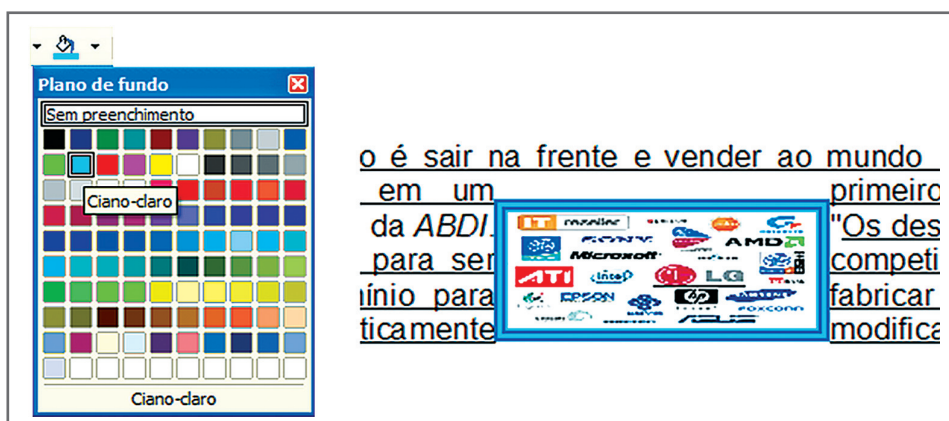 Plano de fundo
Sem preenchimento
Ciano-claro
Ciano-claro
o é sair na frente e vender ao mundo
em um primeiro
da ABDI. "Os des
para ser competi
ínio para fabricar
ticamente modifica
IT reseller
SONY
AMD
Microsoft
ATI
intel
LG
EPSON
hp
FOXCONN
ASUS